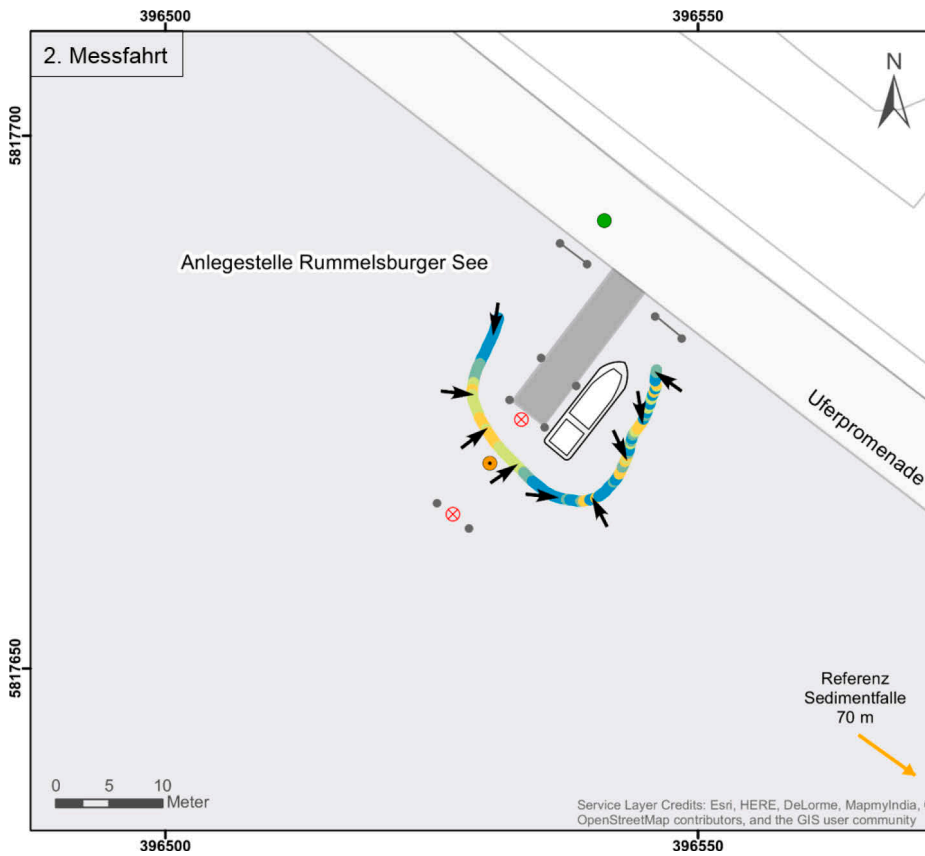 396500
396550
2. Messfahrt
N
5817700
Anlegestelle Rummelsburger See
Uferpromenade
5817650
Referenz
Sedimentfalle
70 m
0 5 10
Meter
Service Layer Credits: Esri, HERE, DeLorme, MapmyIndia,
OpenStreetMap contributors, and the GIS user community
396500
396550